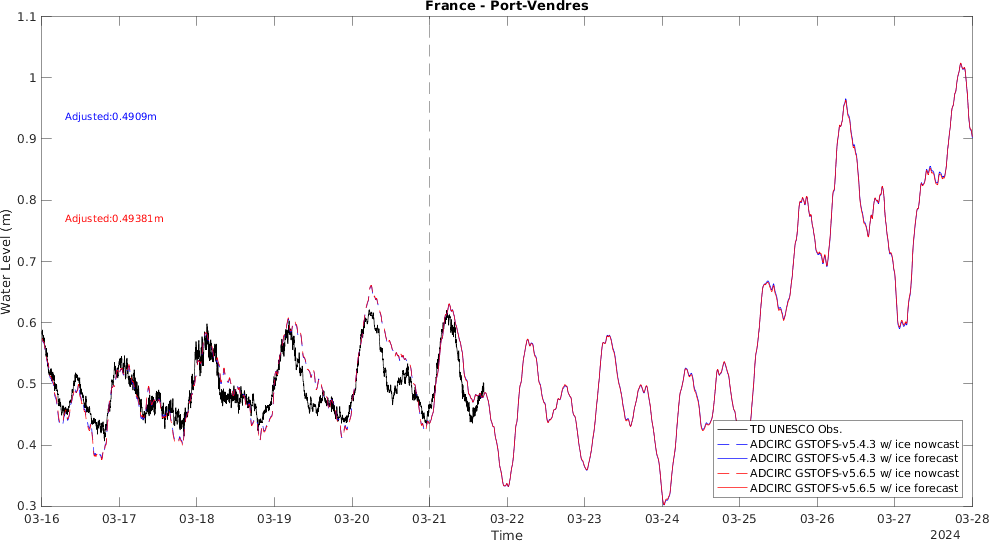 France - Port-Vendres
1.1
1
0.9
0.8
0.7
0.6
0.5
0.4
0.3
Water Level (m)
Adjusted:0.4909m
Adjusted:0.49381m
TD UNESCO Obs.
ADCIRC GSTOFS-v5.4.3 w/ ice nowcast
ADCIRC GSTOFS-v5.4.3 w/ ice forecast
ADCIRC GSTOFS-v5.6.5 w/ ice nowcast
ADCIRC GSTOFS-v5.6.5 w/ ice forecast
03-16 03-17 03-18 03-19 03-20 03-21 03-22 03-23 03-24 03-25 03-26 03-27 03-28
Time
2024